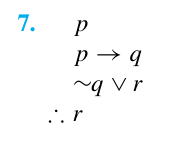 7. p
p → q
~q ∨ r
∴ r